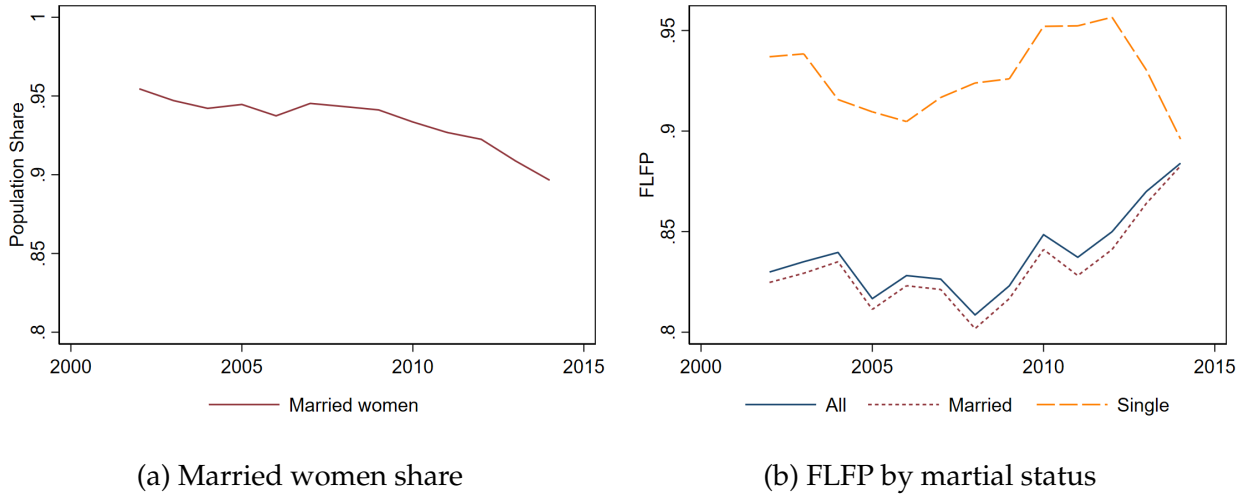 Population Share
1
.95
.9
.85
.8
2000 2005 2010 2015
Married women
(a) Married women share
FLFP
.95
.9
.85
.8
2000 2005 2010 2015
All Married Single
(b) FLFP by martial status